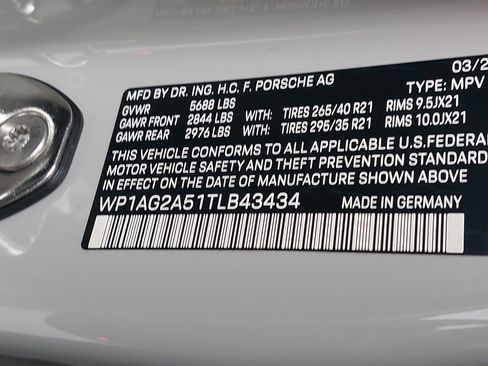 MFD. BY DR. ING. H.C. F. PORSCHE AG 03/2
GVWR 5688 LBS TYPE: MPV
GAWR FRONT 2844 LBS WITH: TIRES 265/40 R21 RIMS 9.5JX21
GAWR REAR 2976 LBS WITH: TIRES 295/35 R21 RIMS 10.0JX21
THIS VEHICLE CONFORMS TO ALL APPLICABLE U.S.FEDERAL
MOTOR VEHICLE SAFETY AND THEFT PREVENTION STANDARD
IN EFFECT ON THE DATE OF MANUFACTURE SHOWN ABOVE
WP1AG2A51TLB43434 MADE IN GERMANY